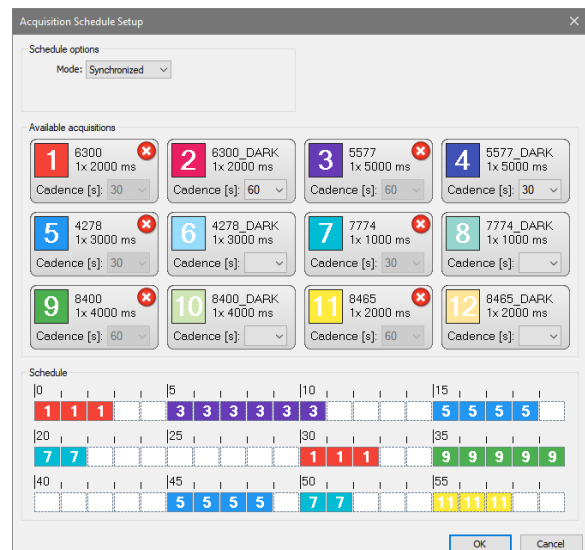 Acquisition Schedule Setup
Schedule options
Mode: Synchronized
Available acquisitions
1 6300 1x 2000 ms Cadence [s]: 30
2 6300_DARK 1x 2000 ms Cadence [s]: 60
3 5577 1x 5000 ms Cadence [s]: 60
4 5577_DARK 1x 5000 ms Cadence [s]: 30
5 4278 1x 3000 ms Cadence [s]: 30
6 4278_DARK 1x 3000 ms Cadence [s]:
7 7774 1x 1000 ms Cadence [s]: 30
8 7774_DARK 1x 1000 ms Cadence [s]:
9 8400 1x 4000 ms Cadence [s]: 60
10 8400_DARK 1x 4000 ms Cadence [s]:
11 8465 1x 2000 ms Cadence [s]: 60
12 8465_DARK 1x 2000 ms Cadence [s]:
Schedule
0 5 10 15
1 1 1 3 3 3 3 3 3 5 5 5 5
20 25 30 35
7 7 1 1 1 9 9 9 9 9
40 45 50 55
5 5 5 5 7 7 11 11 11
OK Cancel